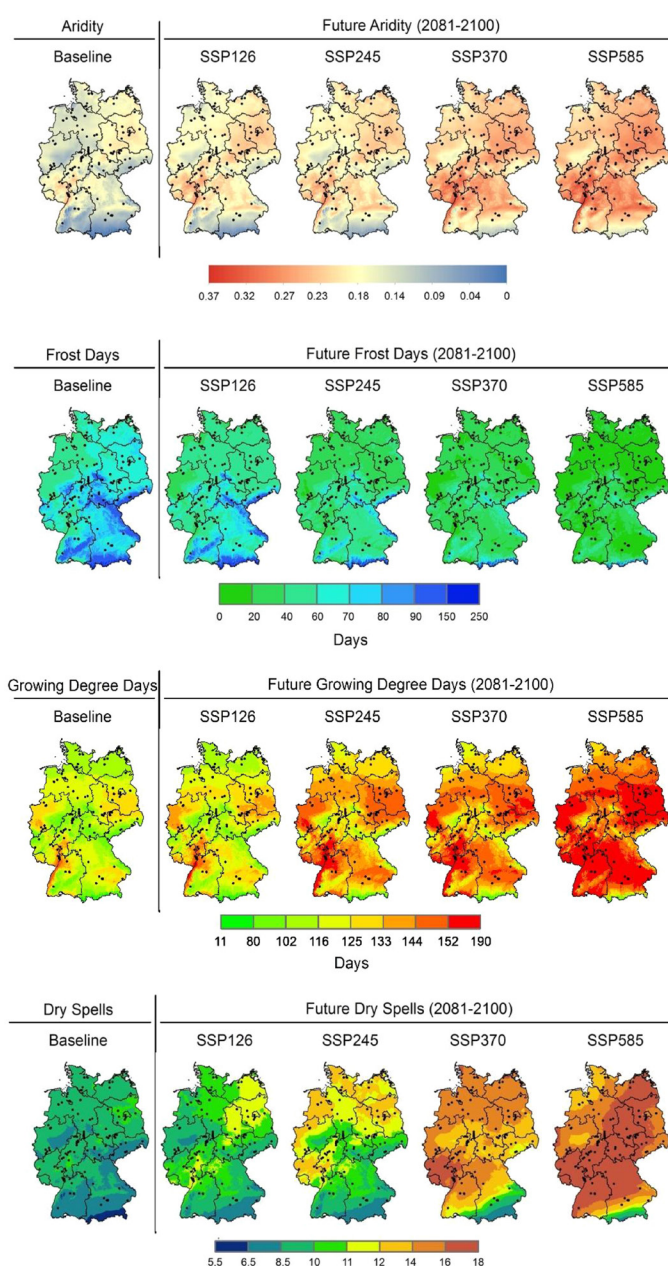 Aridity
Future Aridity (2081-2100)
Baseline
SSP126
SSP245
SSP370
SSP585
0.37 0.32 0.27 0.23 0.18 0.14 0.09 0.04 0
Frost Days
Future Frost Days (2081-2100)
Baseline
SSP126
SSP245
SSP370
SSP585
0 20 40 60 70 80 90 150 250
Days
Growing Degree Days
Future Growing Degree Days (2081-2100)
Baseline
SSP126
SSP245
SSP370
SSP585
11 80 102 116 125 133 144 152 190
Days
Dry Spells
Future Dry Spells (2081-2100)
Baseline
SSP126
SSP245
SSP370
SSP585
5.5 6.5 8.5 10 11 12 14 16 18